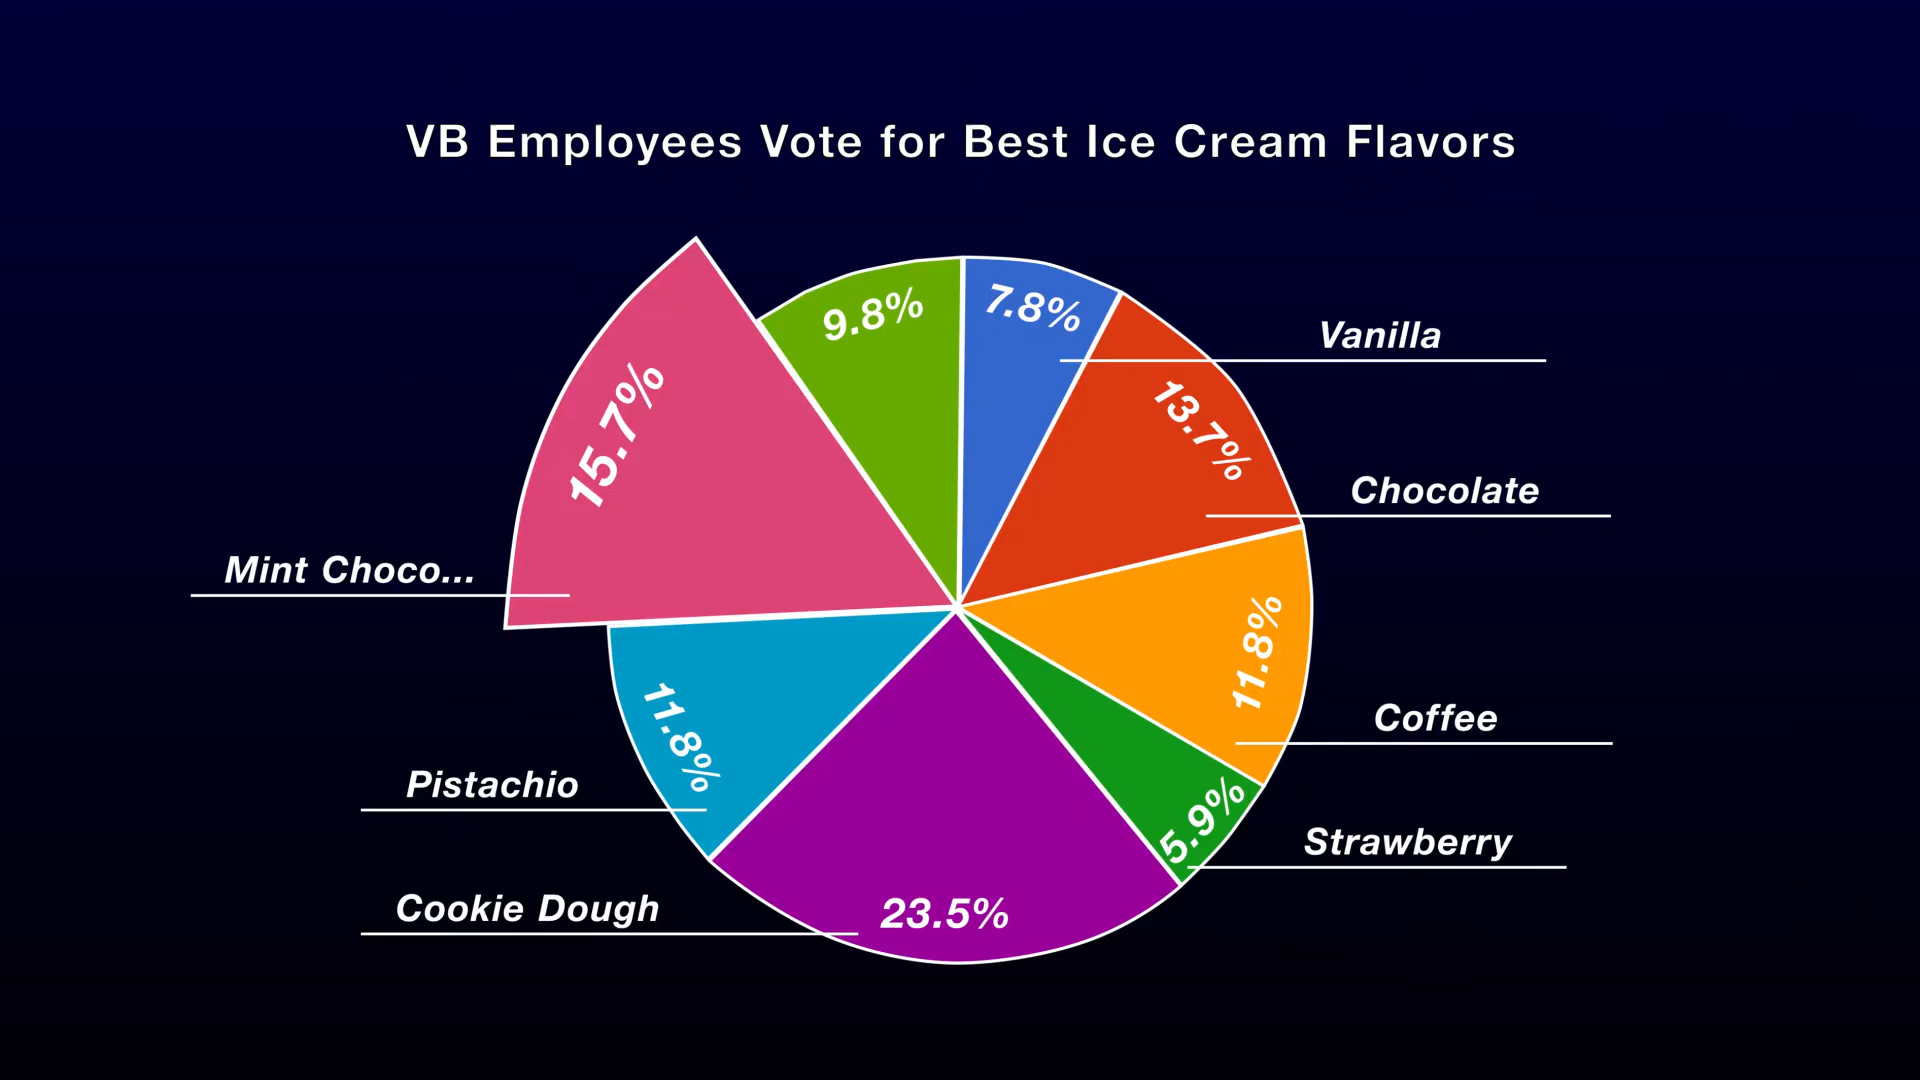 VB Employees Vote for Best Ice Cream Flavors
9.8%
7.8%
Vanilla
15.7%
13.7%
Chocolate
Mint Choco...
11.8%
Coffee
11.8%
Pistachio
5.9%
Strawberry
Cookie Dough
23.5%